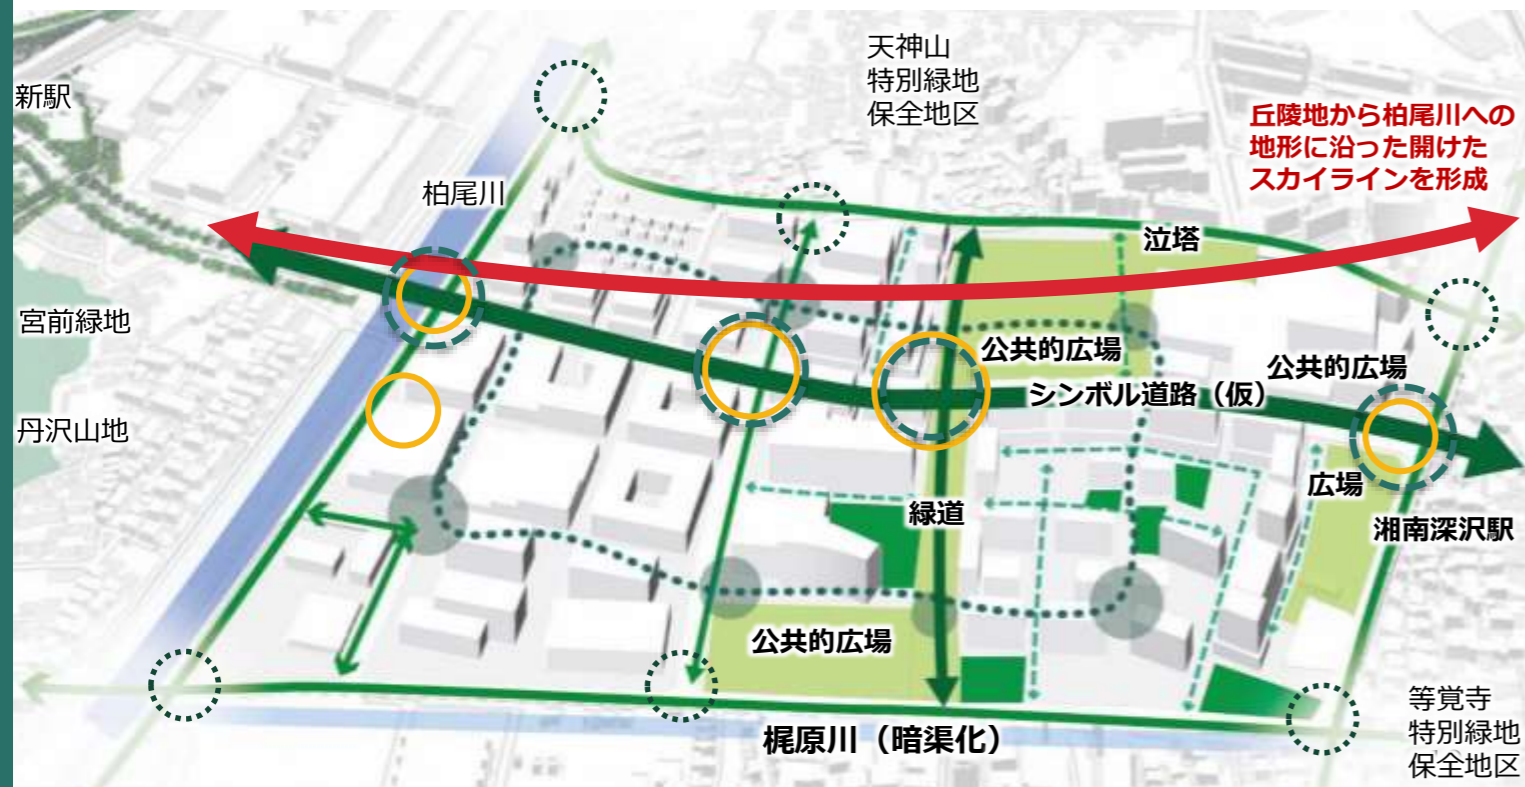 天神山
特別緑地
保全地区
新駅
丘陵地から柏尾川への
地形に沿った開けた
スカイラインを形成
柏尾川
泣塔
宮前緑地
公共的広場
公共的広場
シンボル道路（仮）
丹沢山地
広場
緑道
湘南深沢駅
公共的広場
等覚寺
特別緑地
保全地区
梶原川（暗渠化）